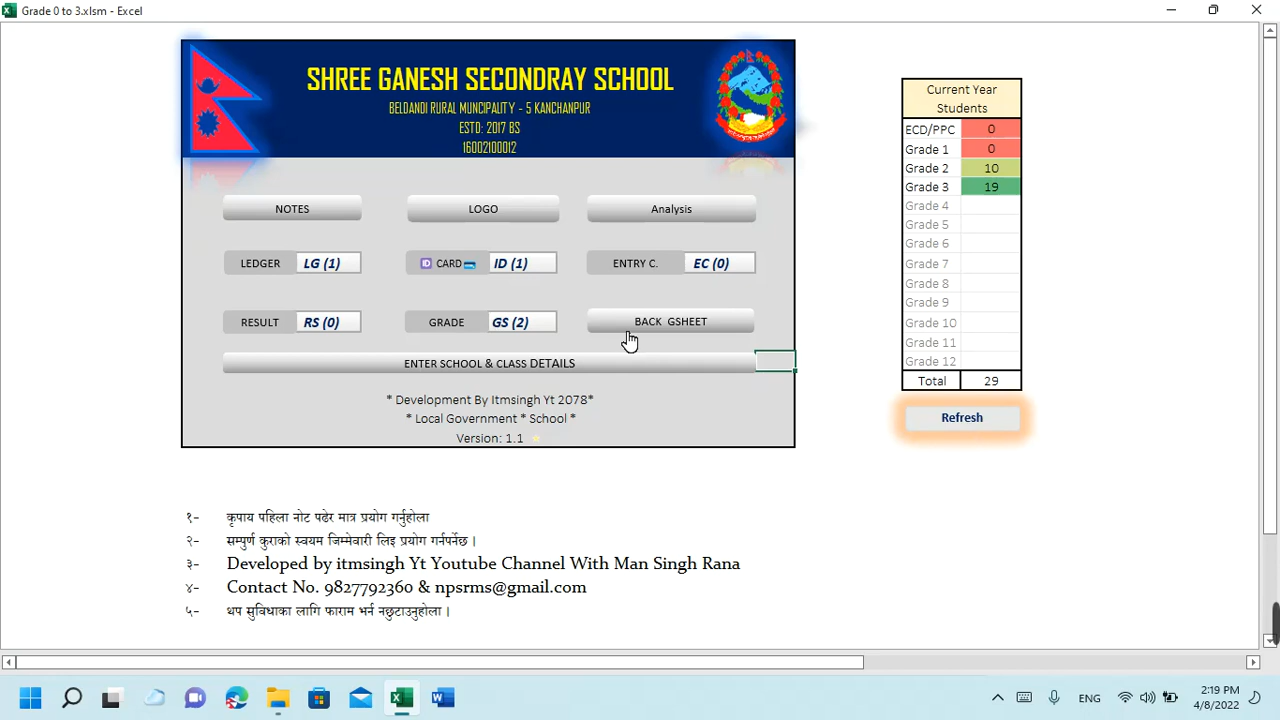 Grade 0 to 3.xlsm - Excel
SHREE GANESH SECONDRAY SCHOOL
BELDANDI RURAL MUNCIPALITY - 5 KANCHANPUR
ESTD: 2017 BS
16002100012
NOTES
LOGO
Analysis
LEDGER LG (1)
ID CARD ID (1)
ENTRY C. EC (0)
RESULT RS (0)
GRADE GS (2)
BACK GSHEET
ENTER SCHOOL & CLASS DETAILS
* Development By Itmsingh Yt 2078*
* Local Government * School *
Version: 1.1
Current Year
Students
ECD/PPC 0
Grade 1 0
Grade 2 10
Grade 3 19
Grade 4
Grade 5
Grade 6
Grade 7
Grade 8
Grade 9
Grade 10
Grade 11
Grade 12
Total 29
Refresh
१- कृपाय पहिला नोट पढेर मात्र प्रयोग गर्नुहोला
२- सम्पुर्ण कुराको स्वयम जिम्मेवारी लिइ प्रयोग गर्नपर्नेछ ।
३- Developed by itmsingh Yt Youtube Channel With Man Singh Rana
४- Contact No. 9827792360 & npsrms@gmail.com
५- थप सुविधाका लागि फाराम भर्न नछुटाउनुहोला ।
ENG
2:19 PM
4/8/2022